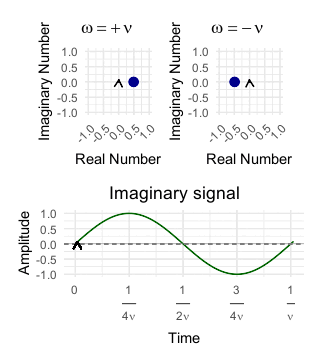 ω = + ν ω = − ν
Imaginary Number
1.0
0.5
0.0
-0.5
-1.0
-1.0 -0.5 0.0 0.5 1.0
Real Number
Imaginary Number
1.0
0.5
0.0
-0.5
-1.0
-1.0 -0.5 0.0 0.5 1.0
Real Number
Imaginary signal
Amplitude
1.0
0.5
0.0
-0.5
-1.0
0 1/4ν 1/2ν 3/4ν 1/ν
Time